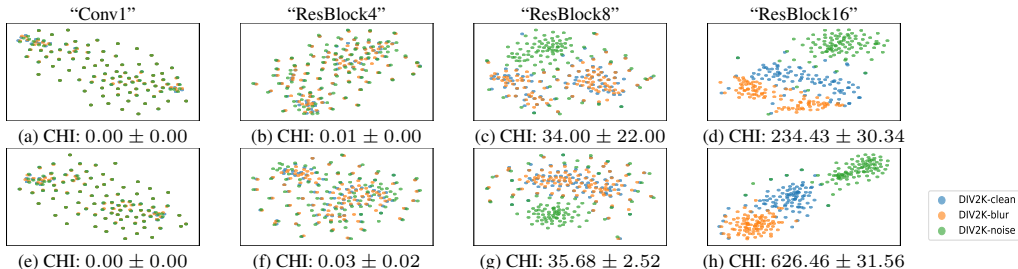 “Conv1” “ResBlock4” “ResBlock8” “ResBlock16”
(a) CHI: 0.00 ± 0.00 (b) CHI: 0.01 ± 0.00 (c) CHI: 34.00 ± 22.00 (d) CHI: 234.43 ± 30.34
DIV2K-clean
DIV2K-blur
DIV2K-noise
(e) CHI: 0.00 ± 0.00 (f) CHI: 0.03 ± 0.02 (g) CHI: 35.68 ± 2.52 (h) CHI: 626.46 ± 31.56